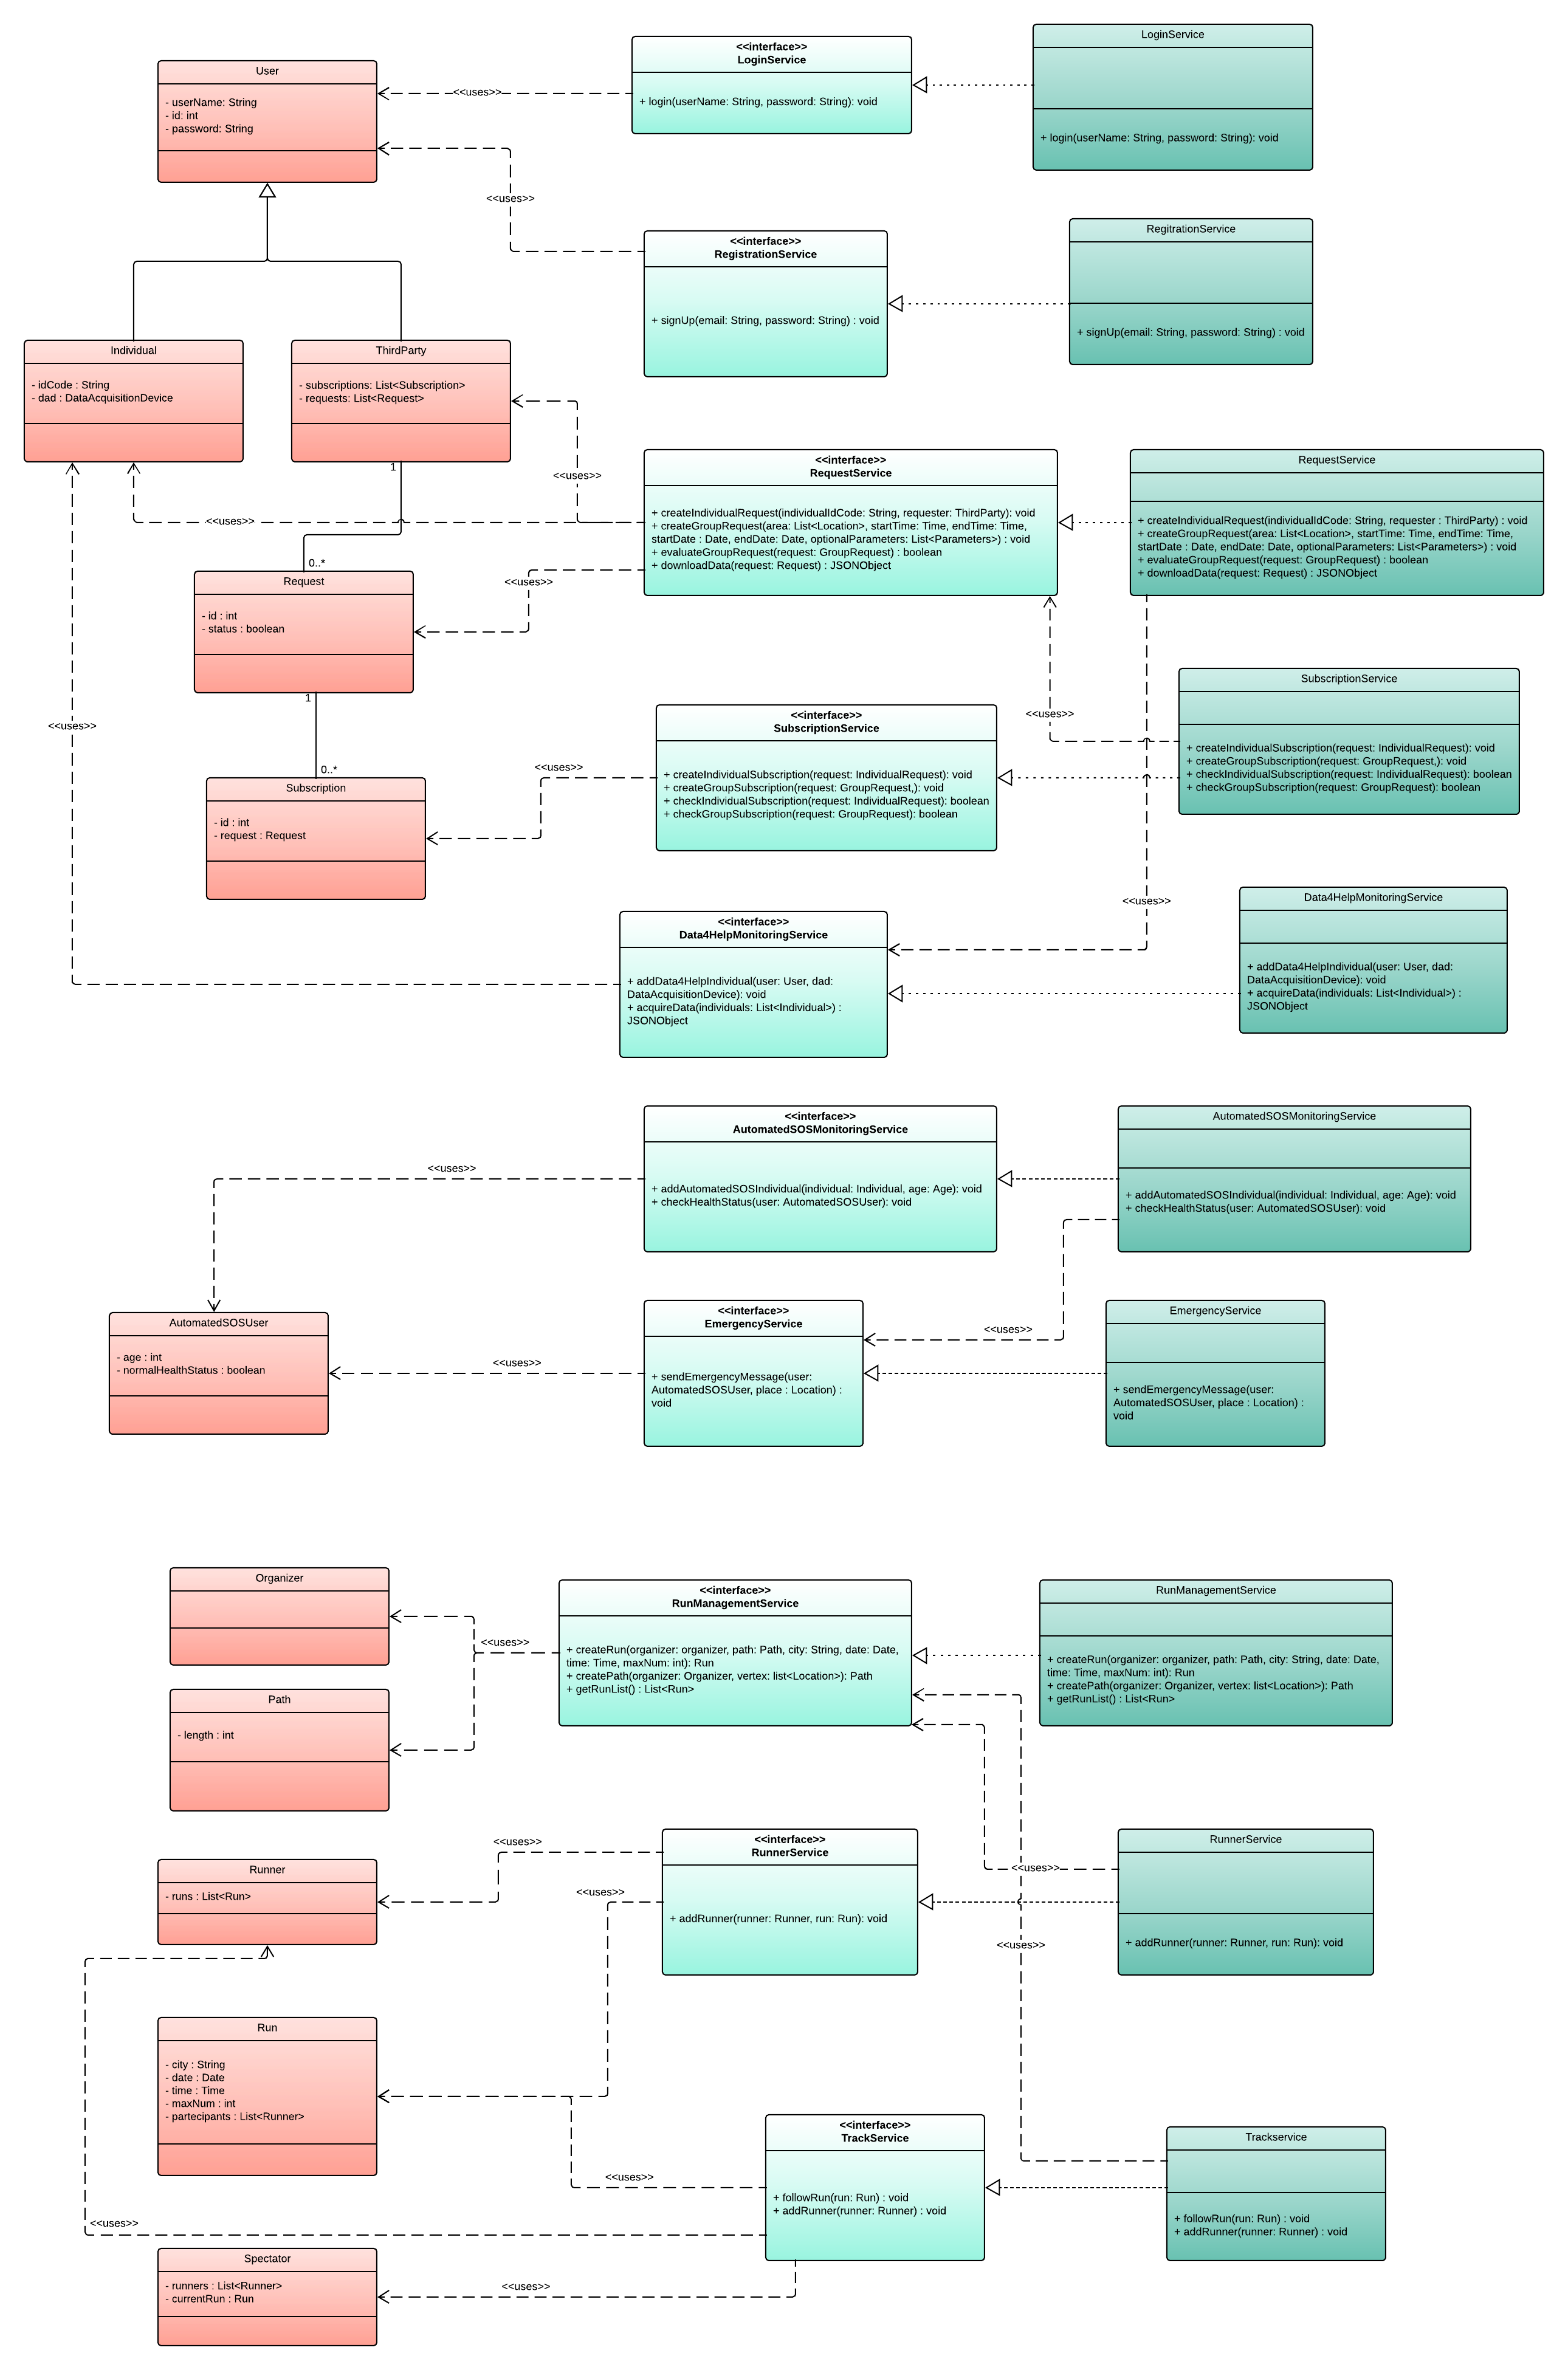 User
- userName: String
- id: int
- password: String
<<interface>>
LoginService
+ login(userName: String, password: String): void
LoginService
+ login(userName: String, password: String): void
<<uses>>
<<uses>>
<<interface>>
RegistrationService
+ signUp(email: String, password: String) : void
RegitrationService
+ signUp(email: String, password: String) : void
Individual
- idCode : String
- dad : DataAcquisitionDevice
ThirdParty
- subscriptions: List<Subscription>
- requests: List<Request>
1
<<uses>>
<<uses>>
<<interface>>
RequestService
+ createIndividualRequest(individualIdCode: String, requester: ThirdParty): void
+ createGroupRequest(area: List<Location>, startTime: Time, endTime: Time,
startDate : Date, endDate: Date, optionalParameters: List<Parameters>) : void
+ evaluateGroupRequest(request: GroupRequest) : boolean
+ downloadData(request: Request) : JSONObject
RequestService
+ createIndividualRequest(individualIdCode: String, requester : ThirdParty) : void
+ createGroupRequest(area: List<Location>, startTime: Time, endTime: Time,
startDate : Date, endDate: Date, optionalParameters: List<Parameters>) : void
+ evaluateGroupRequest(request: GroupRequest) : boolean
+ downloadData(request: Request) : JSONObject
0..*
Request
- id : int
- status : boolean
<<uses>>
1
<<uses>>
<<uses>>
0..*
Subscription
- id : int
- request : Request
<<uses>>
<<interface>>
SubscriptionService
+ createIndividualSubscription(request: IndividualRequest): void
+ createGroupSubscription(request: GroupRequest,): void
+ checkIndividualSubscription(request: IndividualRequest): boolean
+ checkGroupSubscription(request: GroupRequest): boolean
SubscriptionService
+ createIndividualSubscription(request: IndividualRequest): void
+ createGroupSubscription(request: GroupRequest,): void
+ checkIndividualSubscription(request: IndividualRequest): boolean
+ checkGroupSubscription(request: GroupRequest): boolean
<<uses>>
<<interface>>
Data4HelpMonitoringService
+ addData4HelpIndividual(user: User, dad:
DataAcquisitionDevice): void
+ acquireData(individuals: List<Individual>) :
JSONObject
Data4HelpMonitoringService
+ addData4HelpIndividual(user: User, dad:
DataAcquisitionDevice): void
+ acquireData(individuals: List<Individual>) :
JSONObject
<<interface>>
AutomatedSOSMonitoringService
+ addAutomatedSOSIndividual(individual: Individual, age: Age): void
+ checkHealthStatus(user: AutomatedSOSUser): void
AutomatedSOSMonitoringService
+ addAutomatedSOSIndividual(individual: Individual, age: Age): void
+ checkHealthStatus(user: AutomatedSOSUser): void
<<uses>>
AutomatedSOSUser
- age : int
- normalHealthStatus : boolean
<<uses>>
<<interface>>
EmergencyService
+ sendEmergencyMessage(user:
AutomatedSOSUser, place : Location) :
void
<<uses>>
EmergencyService
+ sendEmergencyMessage(user:
AutomatedSOSUser, place : Location) :
void
Organizer
<<uses>>
<<interface>>
RunManagementService
+ createRun(organizer: organizer, path: Path, city: String, date: Date,
time: Time, maxNum: int): Run
+ createPath(organizer: Organizer, vertex: list<Location>): Path
+ getRunList() : List<Run>
RunManagementService
+ createRun(organizer: organizer, path: Path, city: String, date: Date,
time: Time, maxNum: int): Run
+ createPath(organizer: Organizer, vertex: list<Location>): Path
+ getRunList() : List<Run>
Path
- length : int
Runner
- runs : List<Run>
<<uses>>
<<uses>>
<<interface>>
RunnerService
+ addRunner(runner: Runner, run: Run): void
<<uses>>
<<uses>>
RunnerService
+ addRunner(runner: Runner, run: Run): void
Run
- city : String
- date : Date
- time : Time
- maxNum : int
- partecipants : List<Runner>
<<uses>>
<<interface>>
TrackService
+ followRun(run: Run) : void
+ addRunner(runner: Runner) : void
Trackservice
+ followRun(run: Run) : void
+ addRunner(runner: Runner) : void
<<uses>>
Spectator
- runners : List<Runner>
- currentRun : Run
<<uses>>